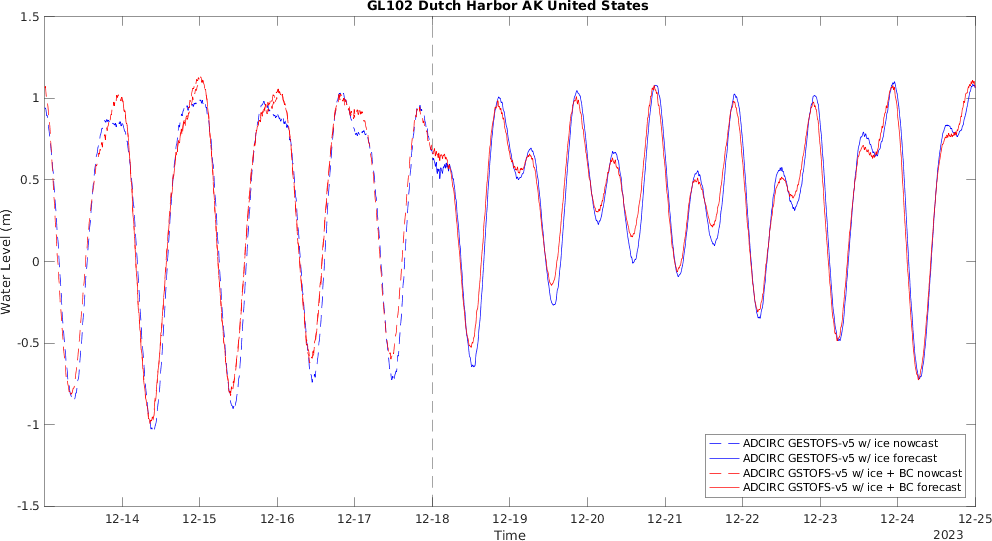 GL102 Dutch Harbor AK United States
Water Level (m)
1.5
1
0.5
0
-0.5
-1
-1.5
ADCIRC GESTOFS-v5 w/ ice nowcast
ADCIRC GESTOFS-v5 w/ ice forecast
ADCIRC GSTOFS-v5 w/ ice + BC nowcast
ADCIRC GSTOFS-v5 w/ ice + BC forecast
12-14 12-15 12-16 12-17 12-18 12-19 12-20 12-21 12-22 12-23 12-24 12-25
Time
2023